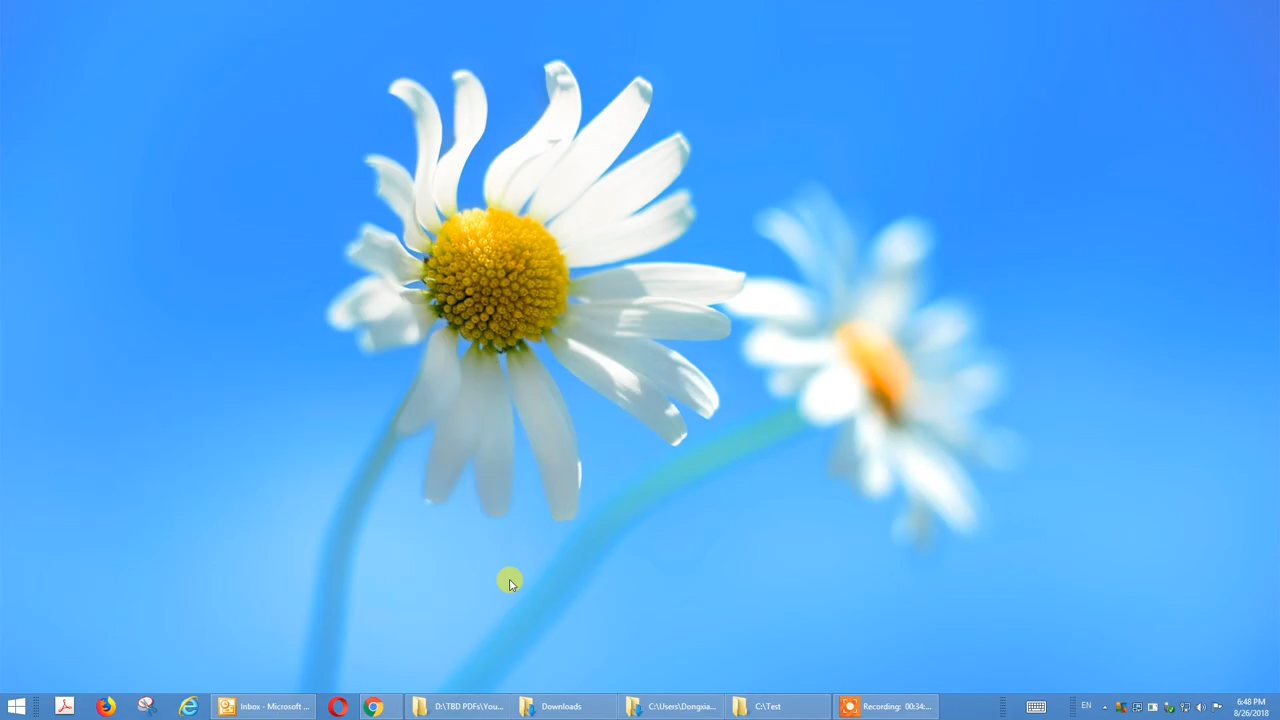 Inbox - Microsoft ...
D:\TBD PDFs\You...
Downloads
C:\Users\Dongxia...
C:\Test
Recording: 00:34:...
EN
6:48 PM
8/26/2018